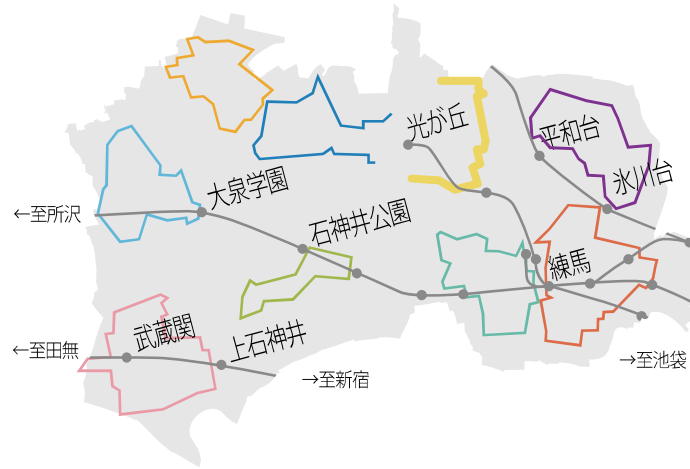 光が丘
平和台
氷川台
大泉学園
←至所沢
石神井公園
練馬
武蔵関
上石神井
←至田無
→至新宿
→至池袋